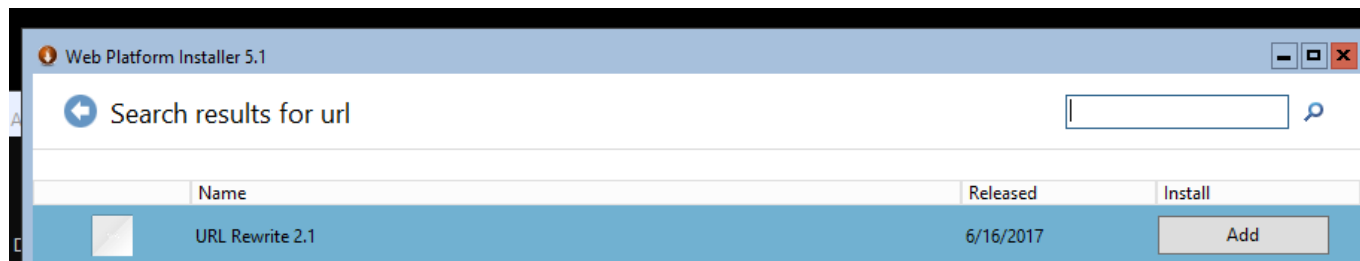 Web Platform Installer 5.1
Search results for url
Name Released Install
URL Rewrite 2.1 6/16/2017 Add